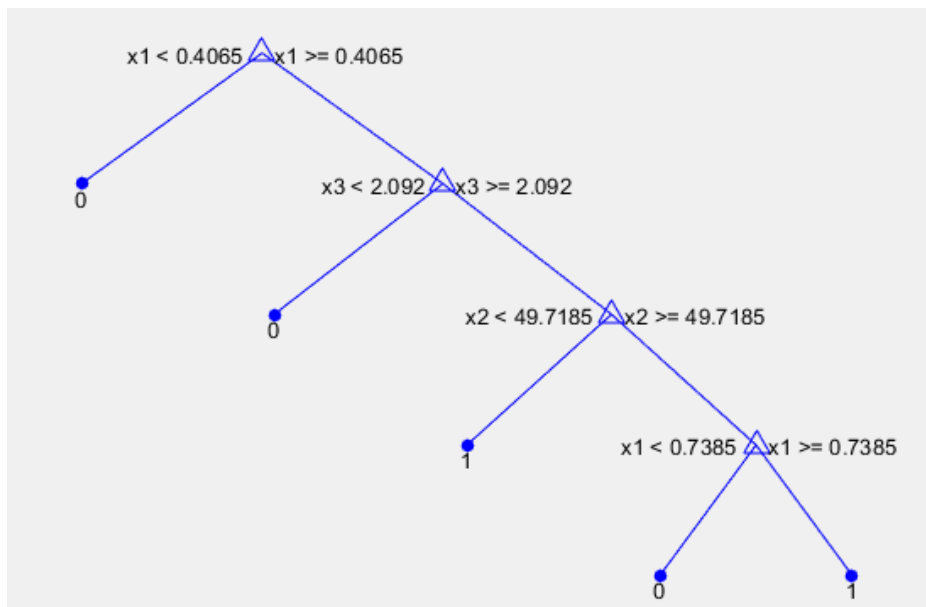 x1 < 0.4065 x1 >= 0.4065
0
x3 < 2.092 x3 >= 2.092
0
x2 < 49.7185 x2 >= 49.7185
1
x1 < 0.7385 x1 >= 0.7385
0 1